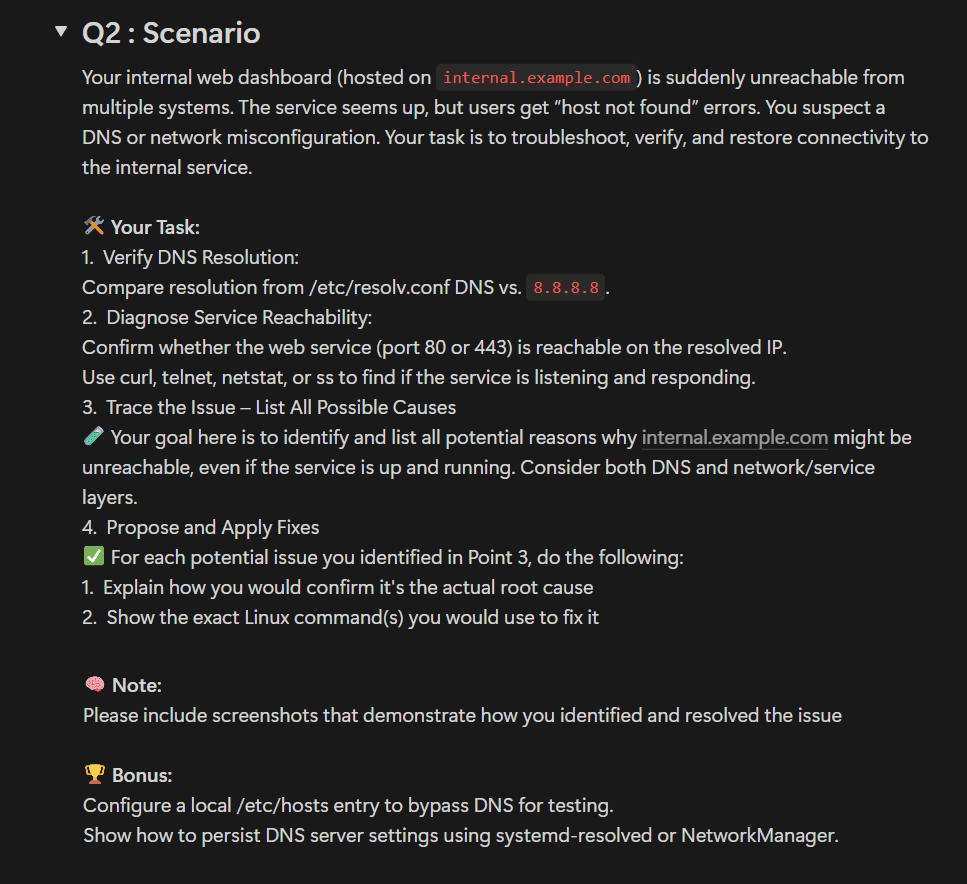 Q2 : Scenario
Your internal web dashboard (hosted on internal.example.com) is suddenly unreachable from
multiple systems. The service seems up, but users get “host not found” errors. You suspect a
DNS or network misconfiguration. Your task is to troubleshoot, verify, and restore connectivity to
the internal service.
🛠️ Your Task:
1. Verify DNS Resolution:
Compare resolution from /etc/resolv.conf DNS vs. 8.8.8.8.
2. Diagnose Service Reachability:
Confirm whether the web service (port 80 or 443) is reachable on the resolved IP.
Use curl, telnet, netstat, or ss to find if the service is listening and responding.
3. Trace the Issue – List All Possible Causes
🧪 Your goal here is to identify and list all potential reasons why internal.example.com might be
unreachable, even if the service is up and running. Consider both DNS and network/service
layers.
4. Propose and Apply Fixes
✅ For each potential issue you identified in Point 3, do the following:
1. Explain how you would confirm it's the actual root cause
2. Show the exact Linux command(s) you would use to fix it
🧠 Note:
Please include screenshots that demonstrate how you identified and resolved the issue
🏆 Bonus:
Configure a local /etc/hosts entry to bypass DNS for testing.
Show how to persist DNS server settings using systemd-resolved or NetworkManager.